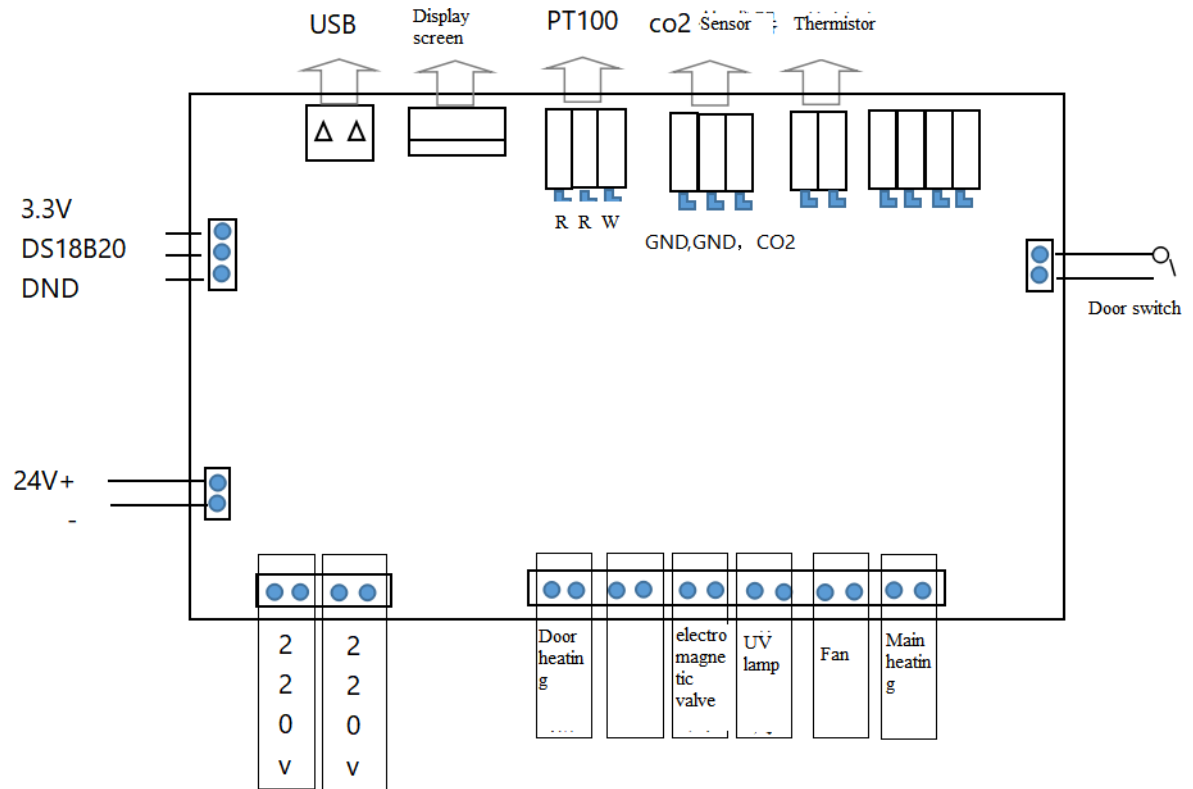 USB
Display
screen
PT100
co2 Sensor
Thermistor
R R W
GND,GND, CO2
3.3V
DS18B20
DND
Door switch
24V+
-
2
2
0
v
2
2
0
v
Door
heatin
g
electro
magne
tic
valve
UV
lamp
Fan
Main
heatin
g